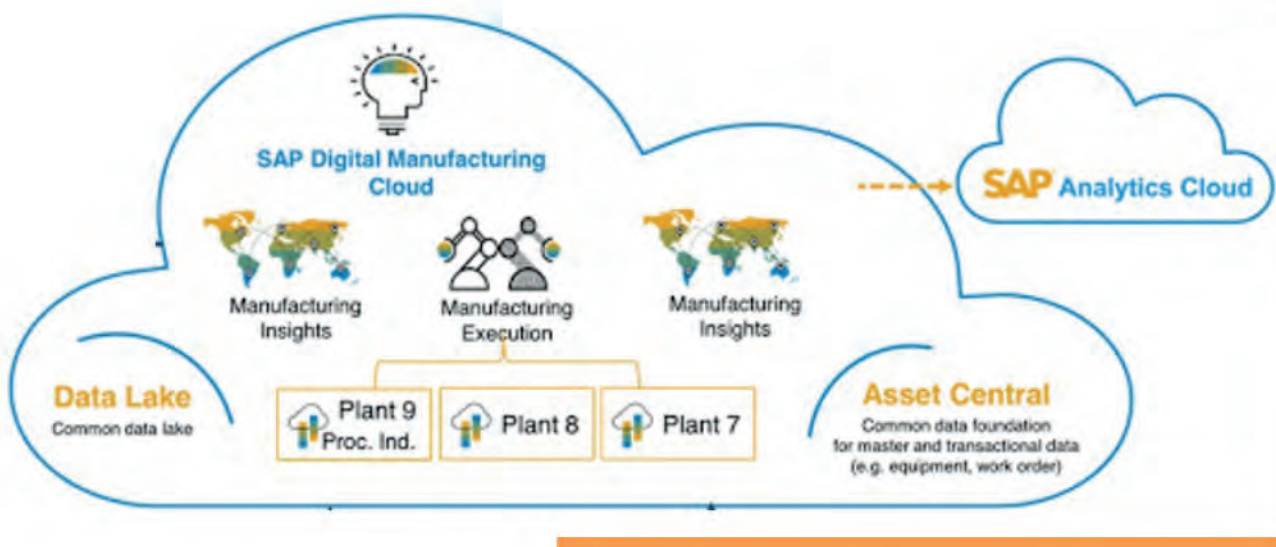 SAP Digital Manufacturing
Cloud
SAP Analytics Cloud
Manufacturing
Insights
Manufacturing
Execution
Manufacturing
Insights
Data Lake
Common data lake
Plant 9
Proc. Ind.
Plant 8
Plant 7
Asset Central
Common data foundation
for master and transactional data
(e.g. equipment, work order)